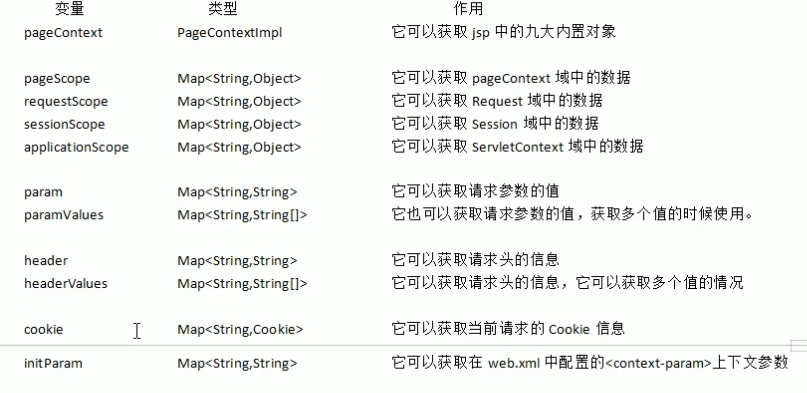 变量 类型 作用
pageContext PageContextImpl 它可以获取 jsp 中的九大内置对象
pageScope Map<String,Object> 它可以获取 pageContext 域中的数据
requestScope Map<String,Object> 它可以获取 Request 域中的数据
sessionScope Map<String,Object> 它可以获取 Session 域中的数据
applicationScope Map<String,Object> 它可以获取 ServletContext 域中的数据
param Map<String,String> 它可以获取请求参数的值
paramValues Map<String,String[]> 它也可以获取请求参数的值，获取多个值的时候使用。
header Map<String,String> 它可以获取请求头的信息
headerValues Map<String,String[]> 它可以获取请求头的信息，它可以获取多个值的情况
cookie Map<String,Cookie> 它可以获取当前请求的 Cookie 信息
initParam Map<String,String> 它可以获取在 web.xml 中配置的<context-param>上下文参数